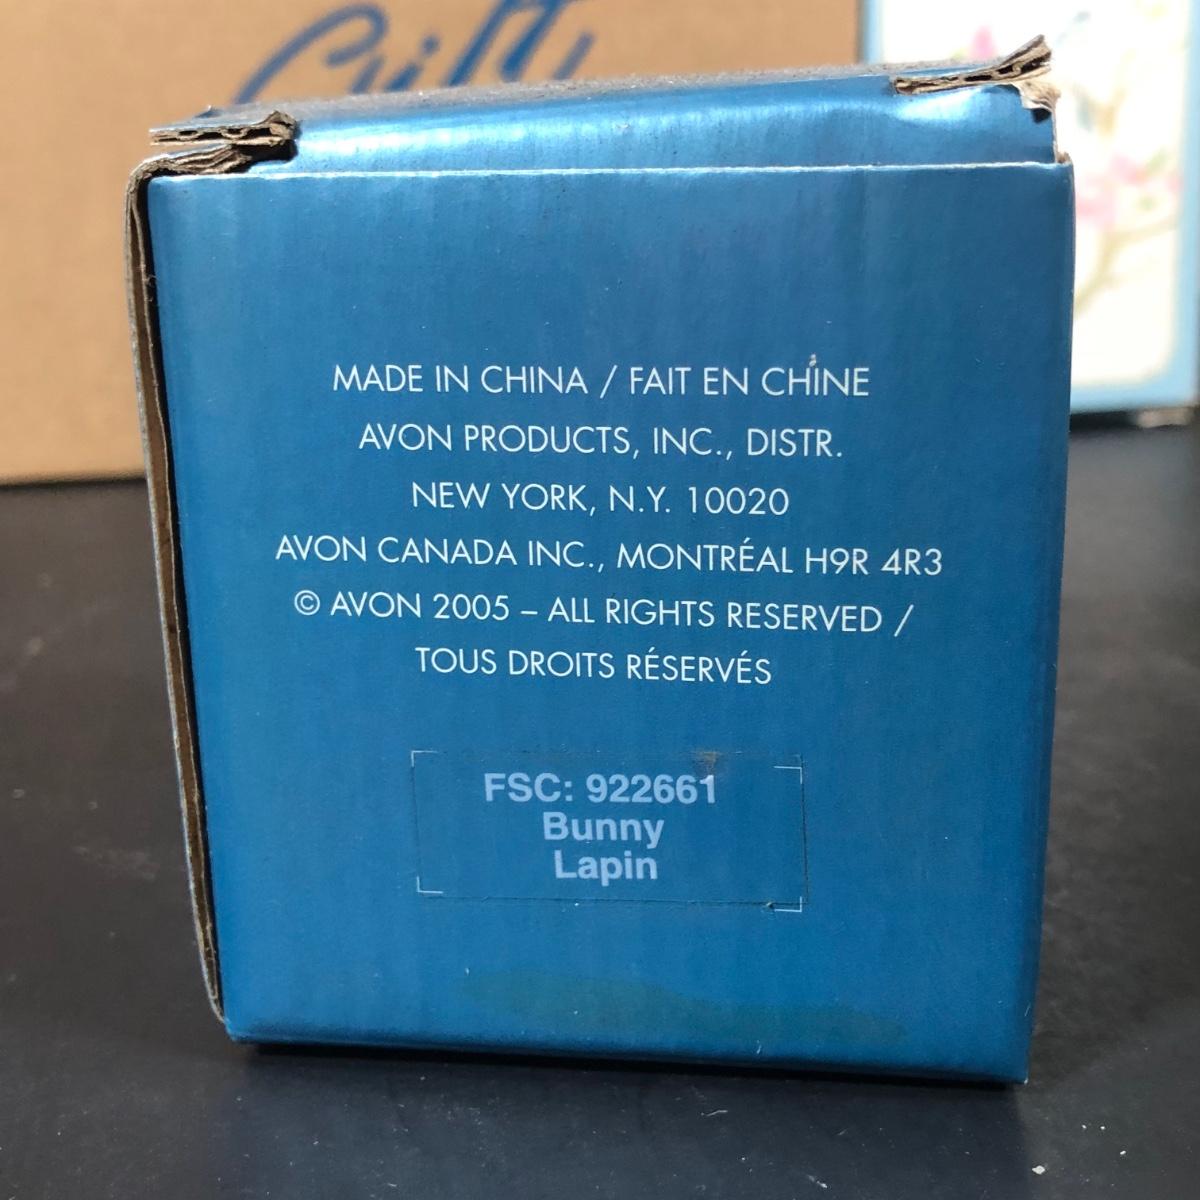 Gift
MADE IN CHINA / FAIT EN CHINE
AVON PRODUCTS, INC., DISTR.
NEW YORK, N.Y. 10020
AVON CANADA INC., MONTRÉAL H9R 4R3
© AVON 2005 – ALL RIGHTS RESERVED /
TOUS DROITS RÉSERVÉS
FSC: 922661
Bunny
Lapin